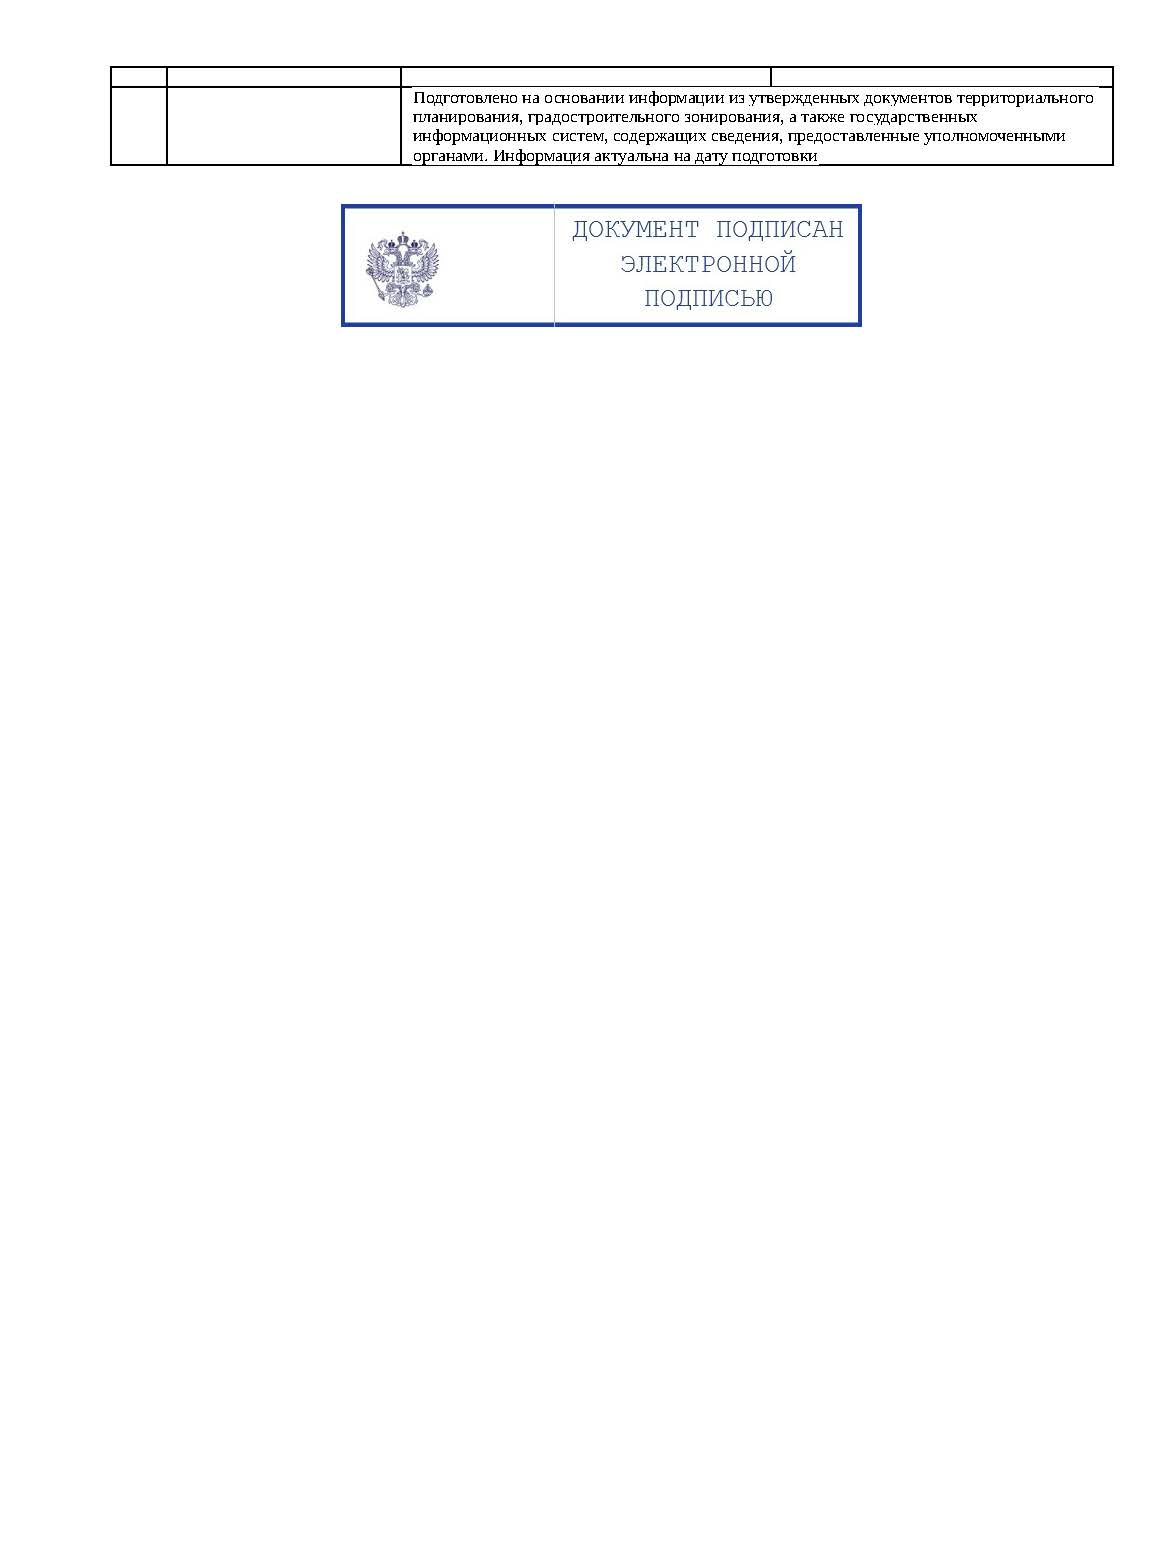 Подготовлено на основании информации из утвержденных документов территориального
планирования, градостроительного зонирования, а также государственных
информационных систем, содержащих сведения, предоставленные уполномоченными
органами. Информация актуальна на дату подготовки
ДОКУМЕНТ ПОДПИСАН
ЭЛЕКТРОННОЙ
ПОДПИСЬЮ